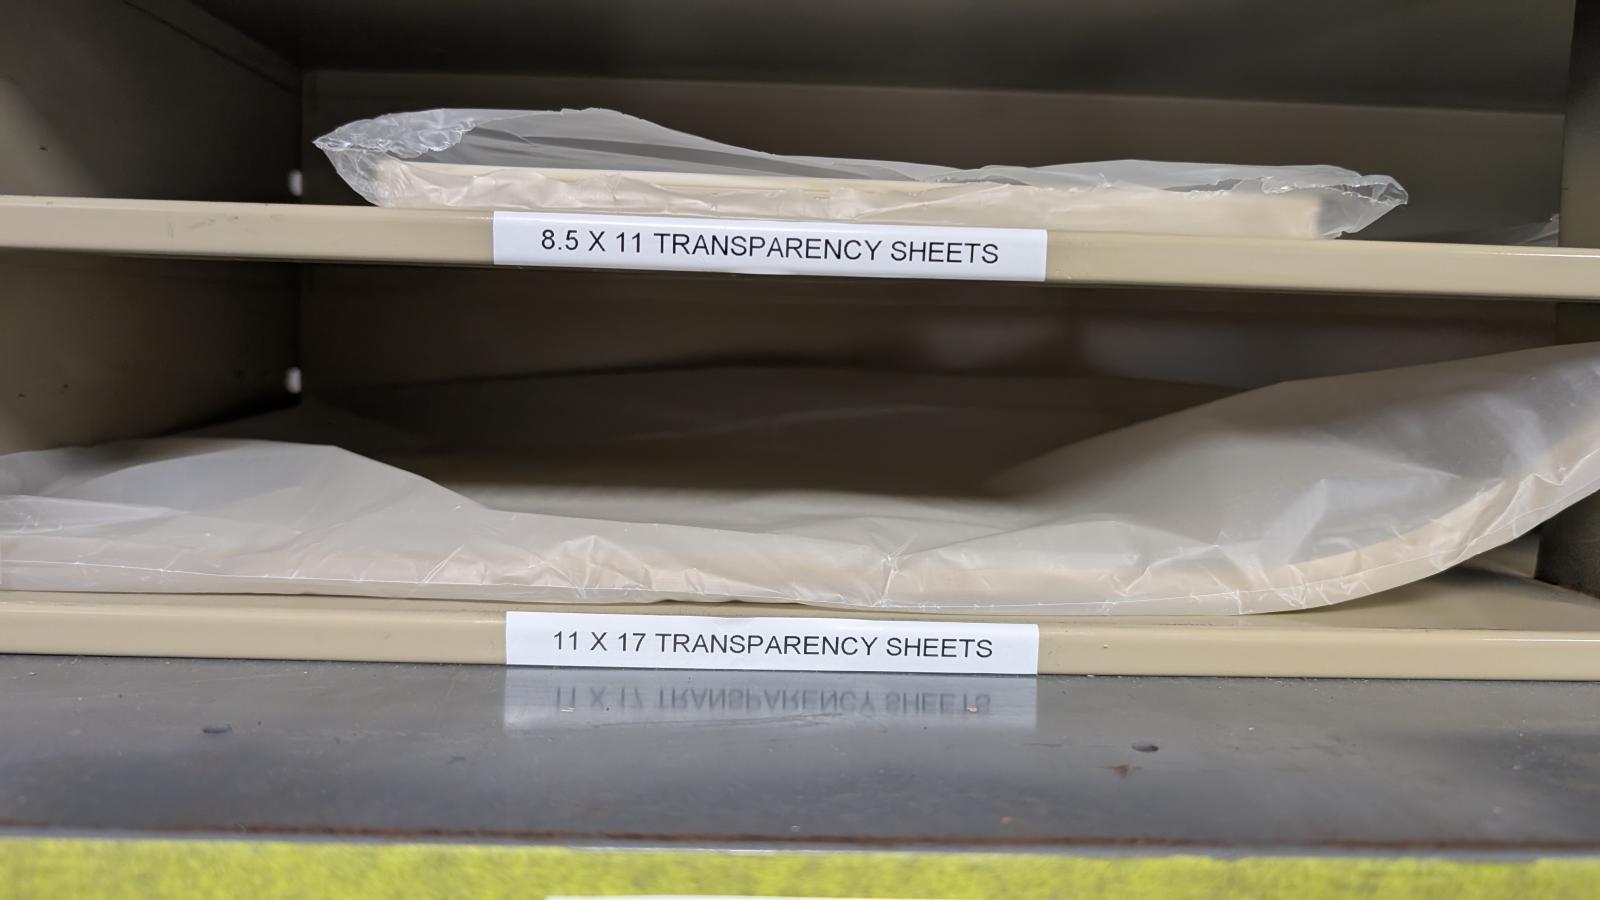 8.5 X 11 TRANSPARENCY SHEETS
11 X 17 TRANSPARENCY SHEETS